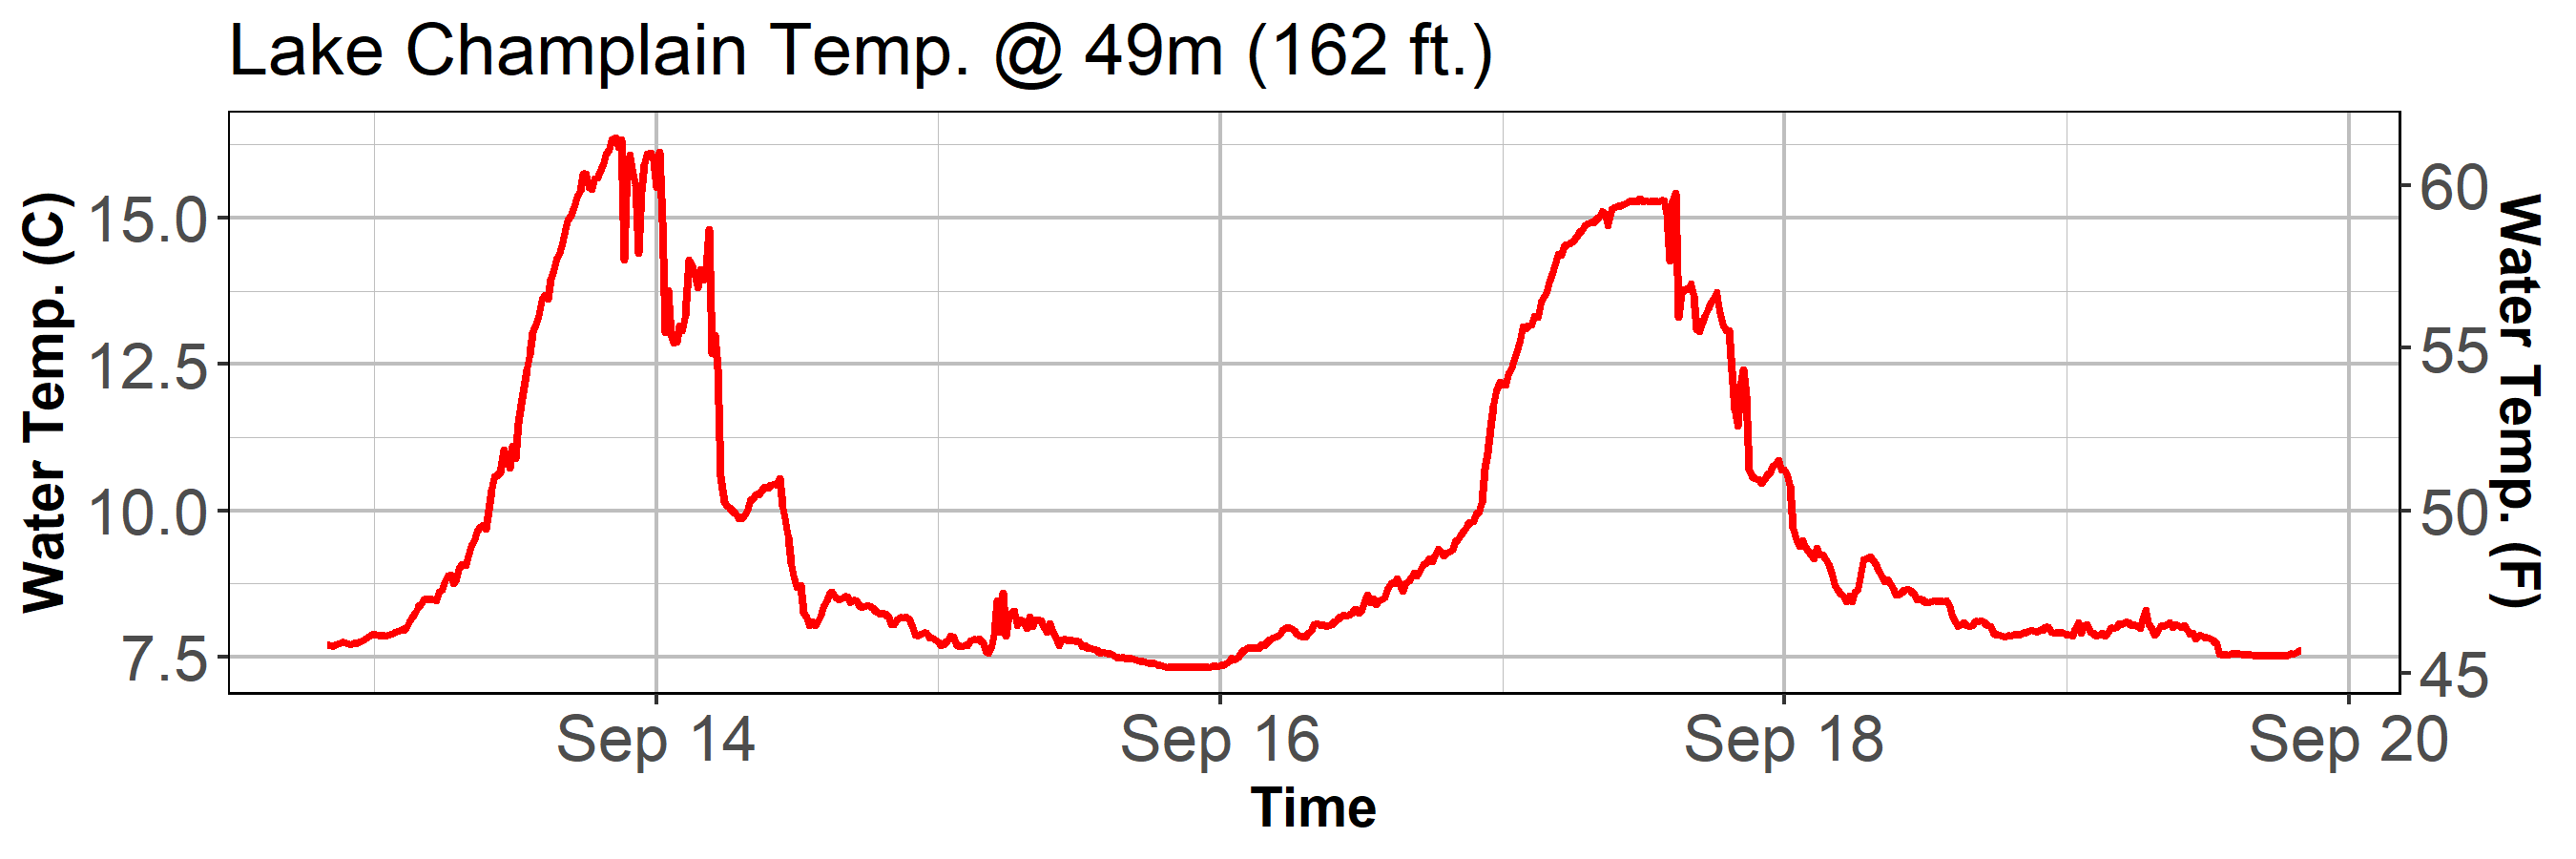 Lake Champlain Temp. @ 49m (162 ft.)
Water Temp. (C)
15.0
12.5
10.0
7.5
60
55
50
45
Water Temp. (F)
Sep 14 Sep 16 Sep 18 Sep 20
Time